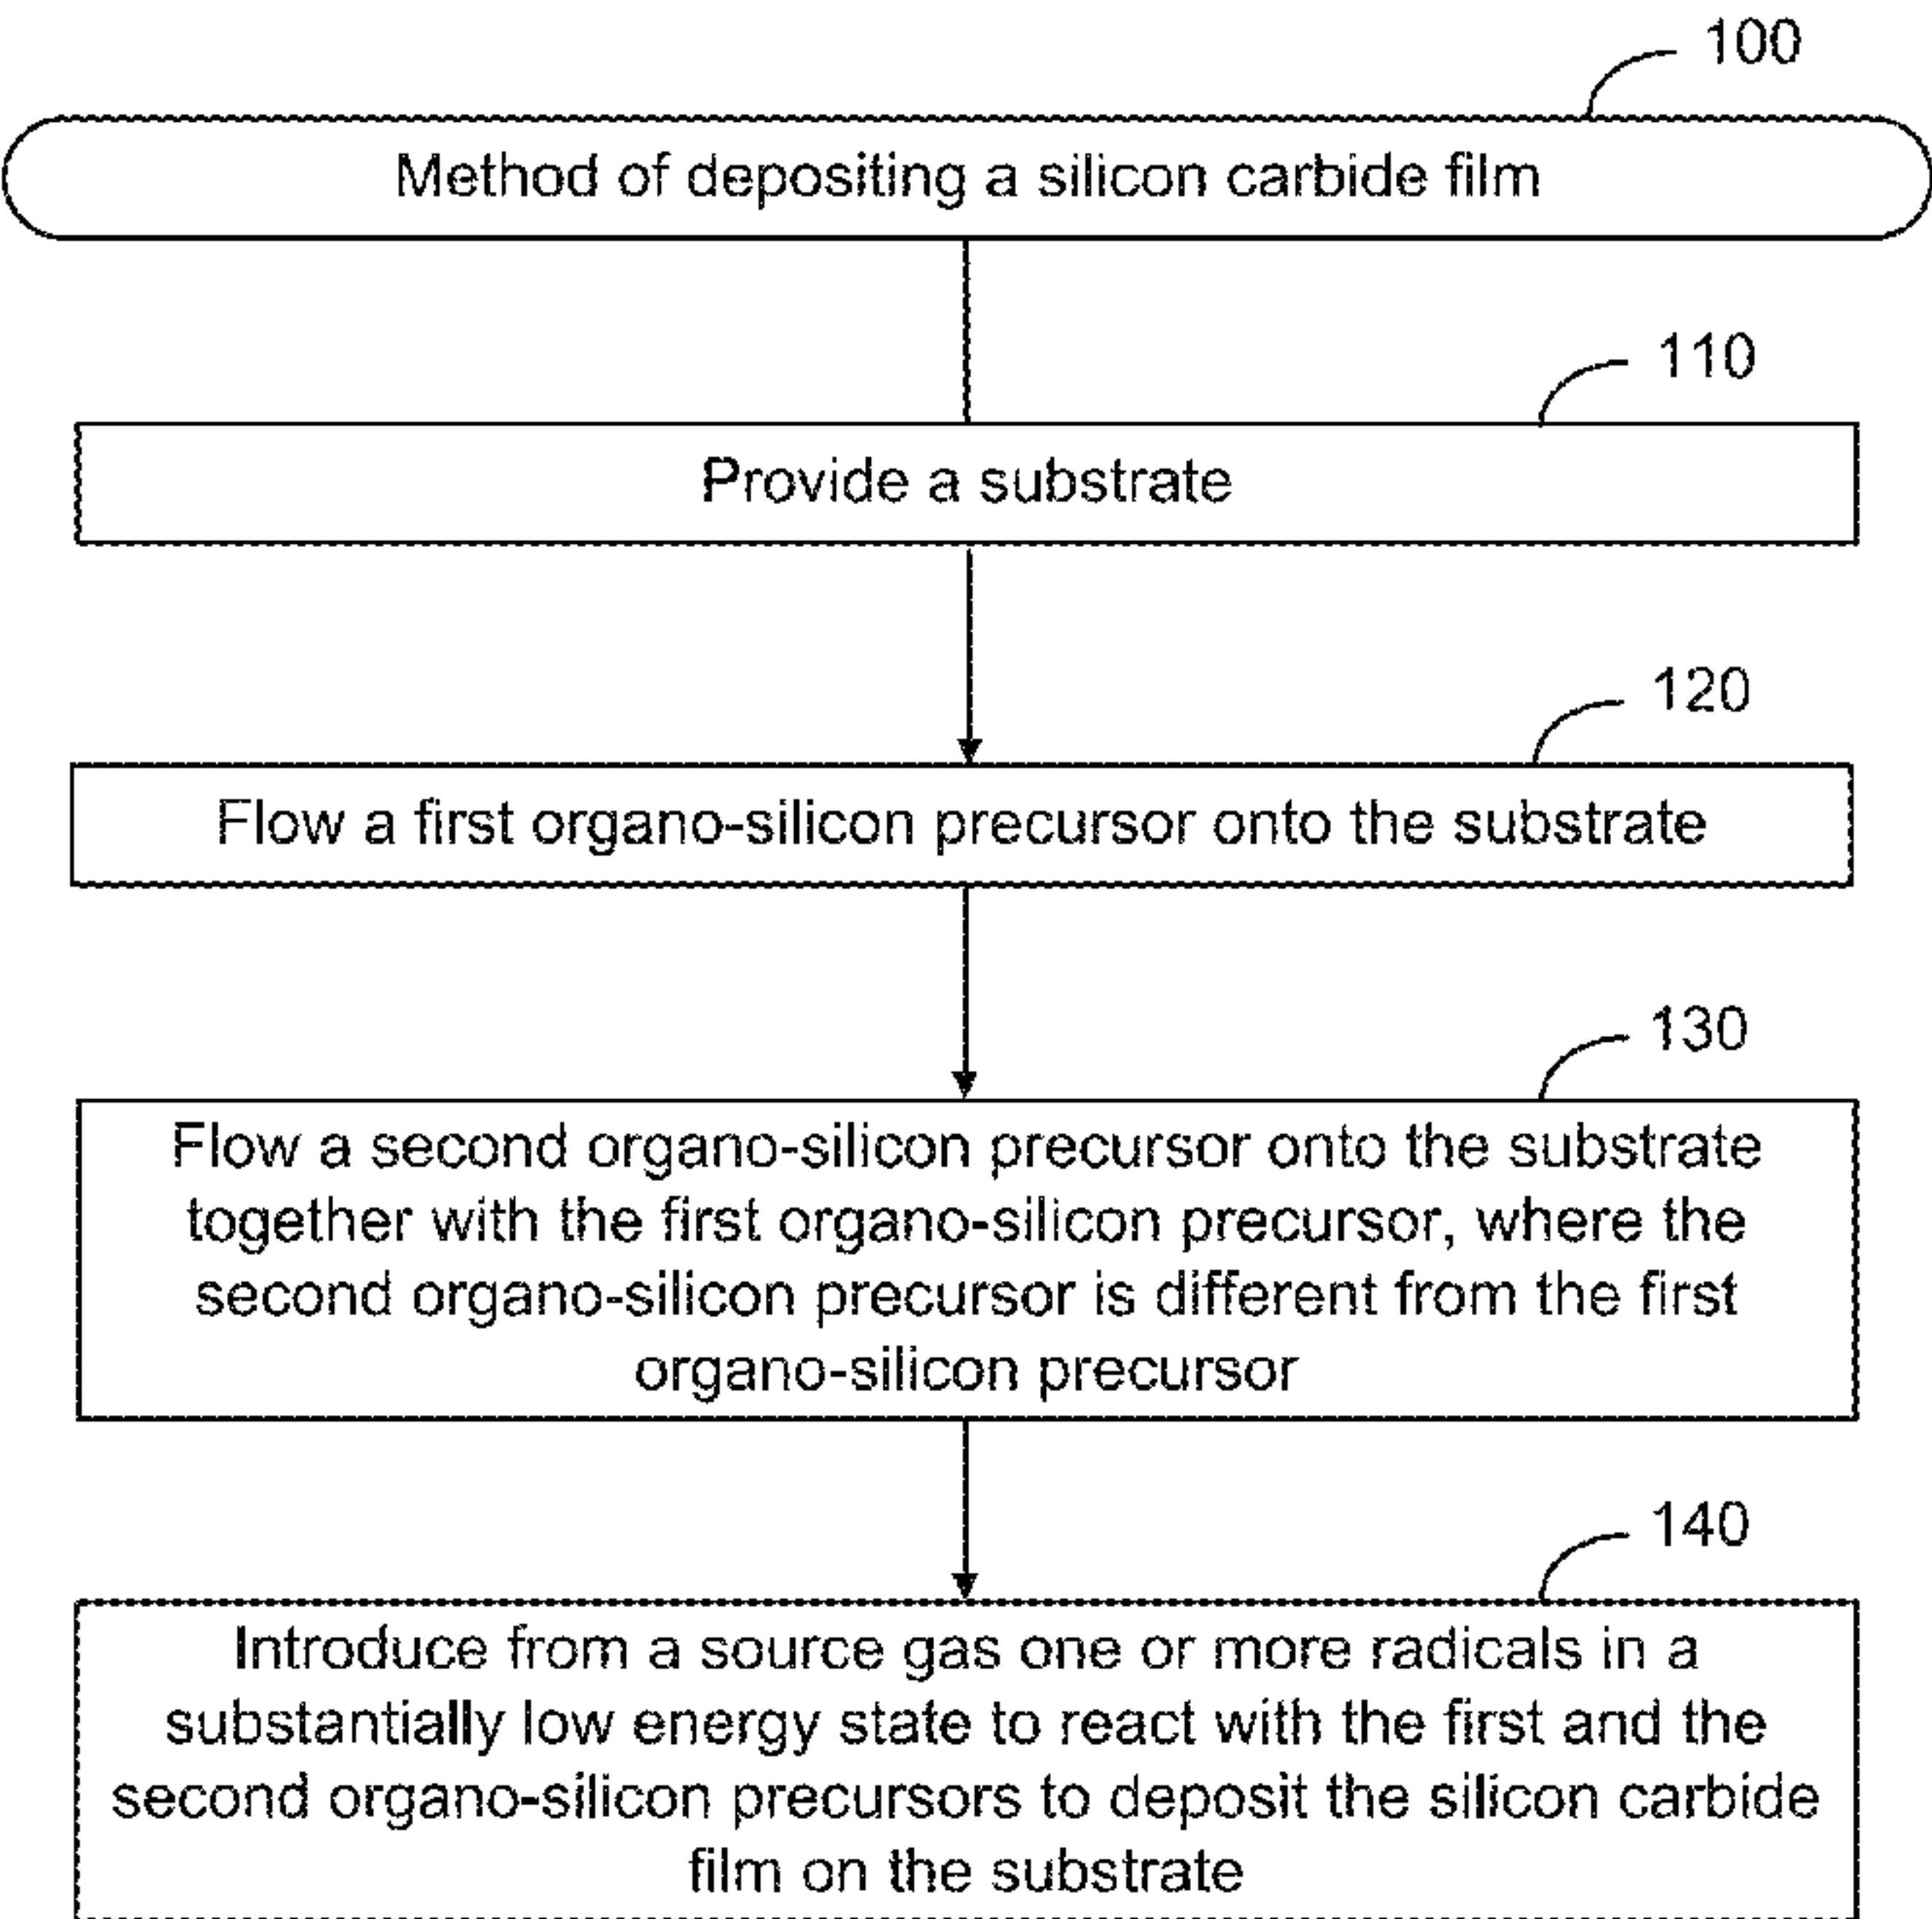 100
Method of depositing a silicon carbide film
110
Provide a substrate
120
Flow a first organo-silicon precursor onto the substrate
130
Flow a second organo-silicon precursor onto the substrate
together with the first organo-silicon precursor, where the
second organo-silicon precursor is different from the first
organo-silicon precursor
140
Introduce from a source gas one or more radicals in a
substantially low energy state to react with the first and the
second organo-silicon precursors to deposit the silicon carbide
film on the substrate